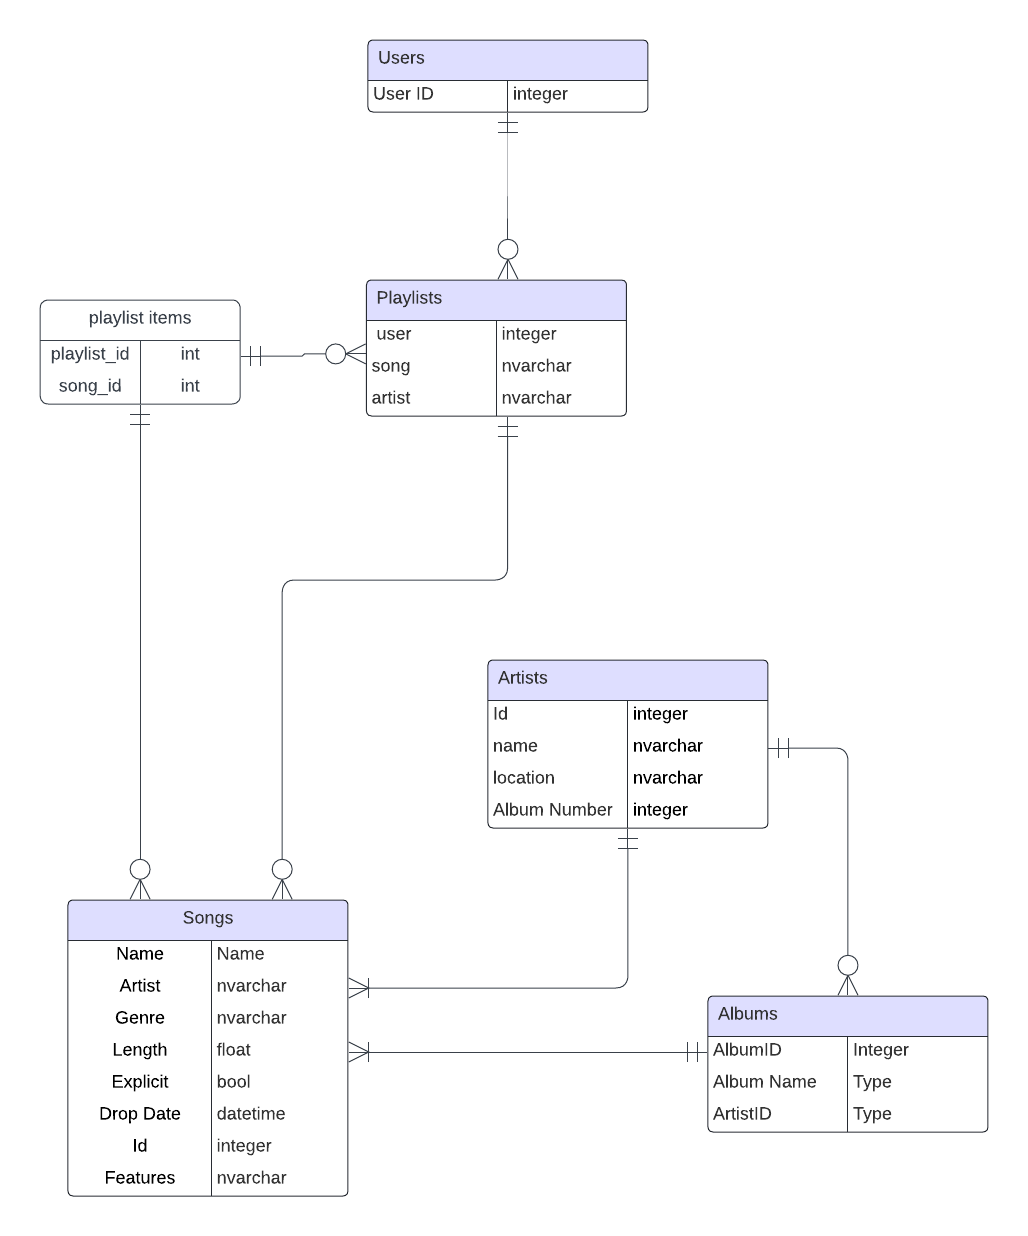 Users
User ID integer
Playlists
user integer
song nvarchar
artist nvarchar
playlist items
playlist_id int
song_id int
Artists
Id integer
name nvarchar
location nvarchar
Album Number integer
Songs
Name Name
Artist nvarchar
Genre nvarchar
Length float
Explicit bool
Drop Date datetime
Id integer
Features nvarchar
Albums
AlbumID Integer
Album Name Type
ArtistID Type